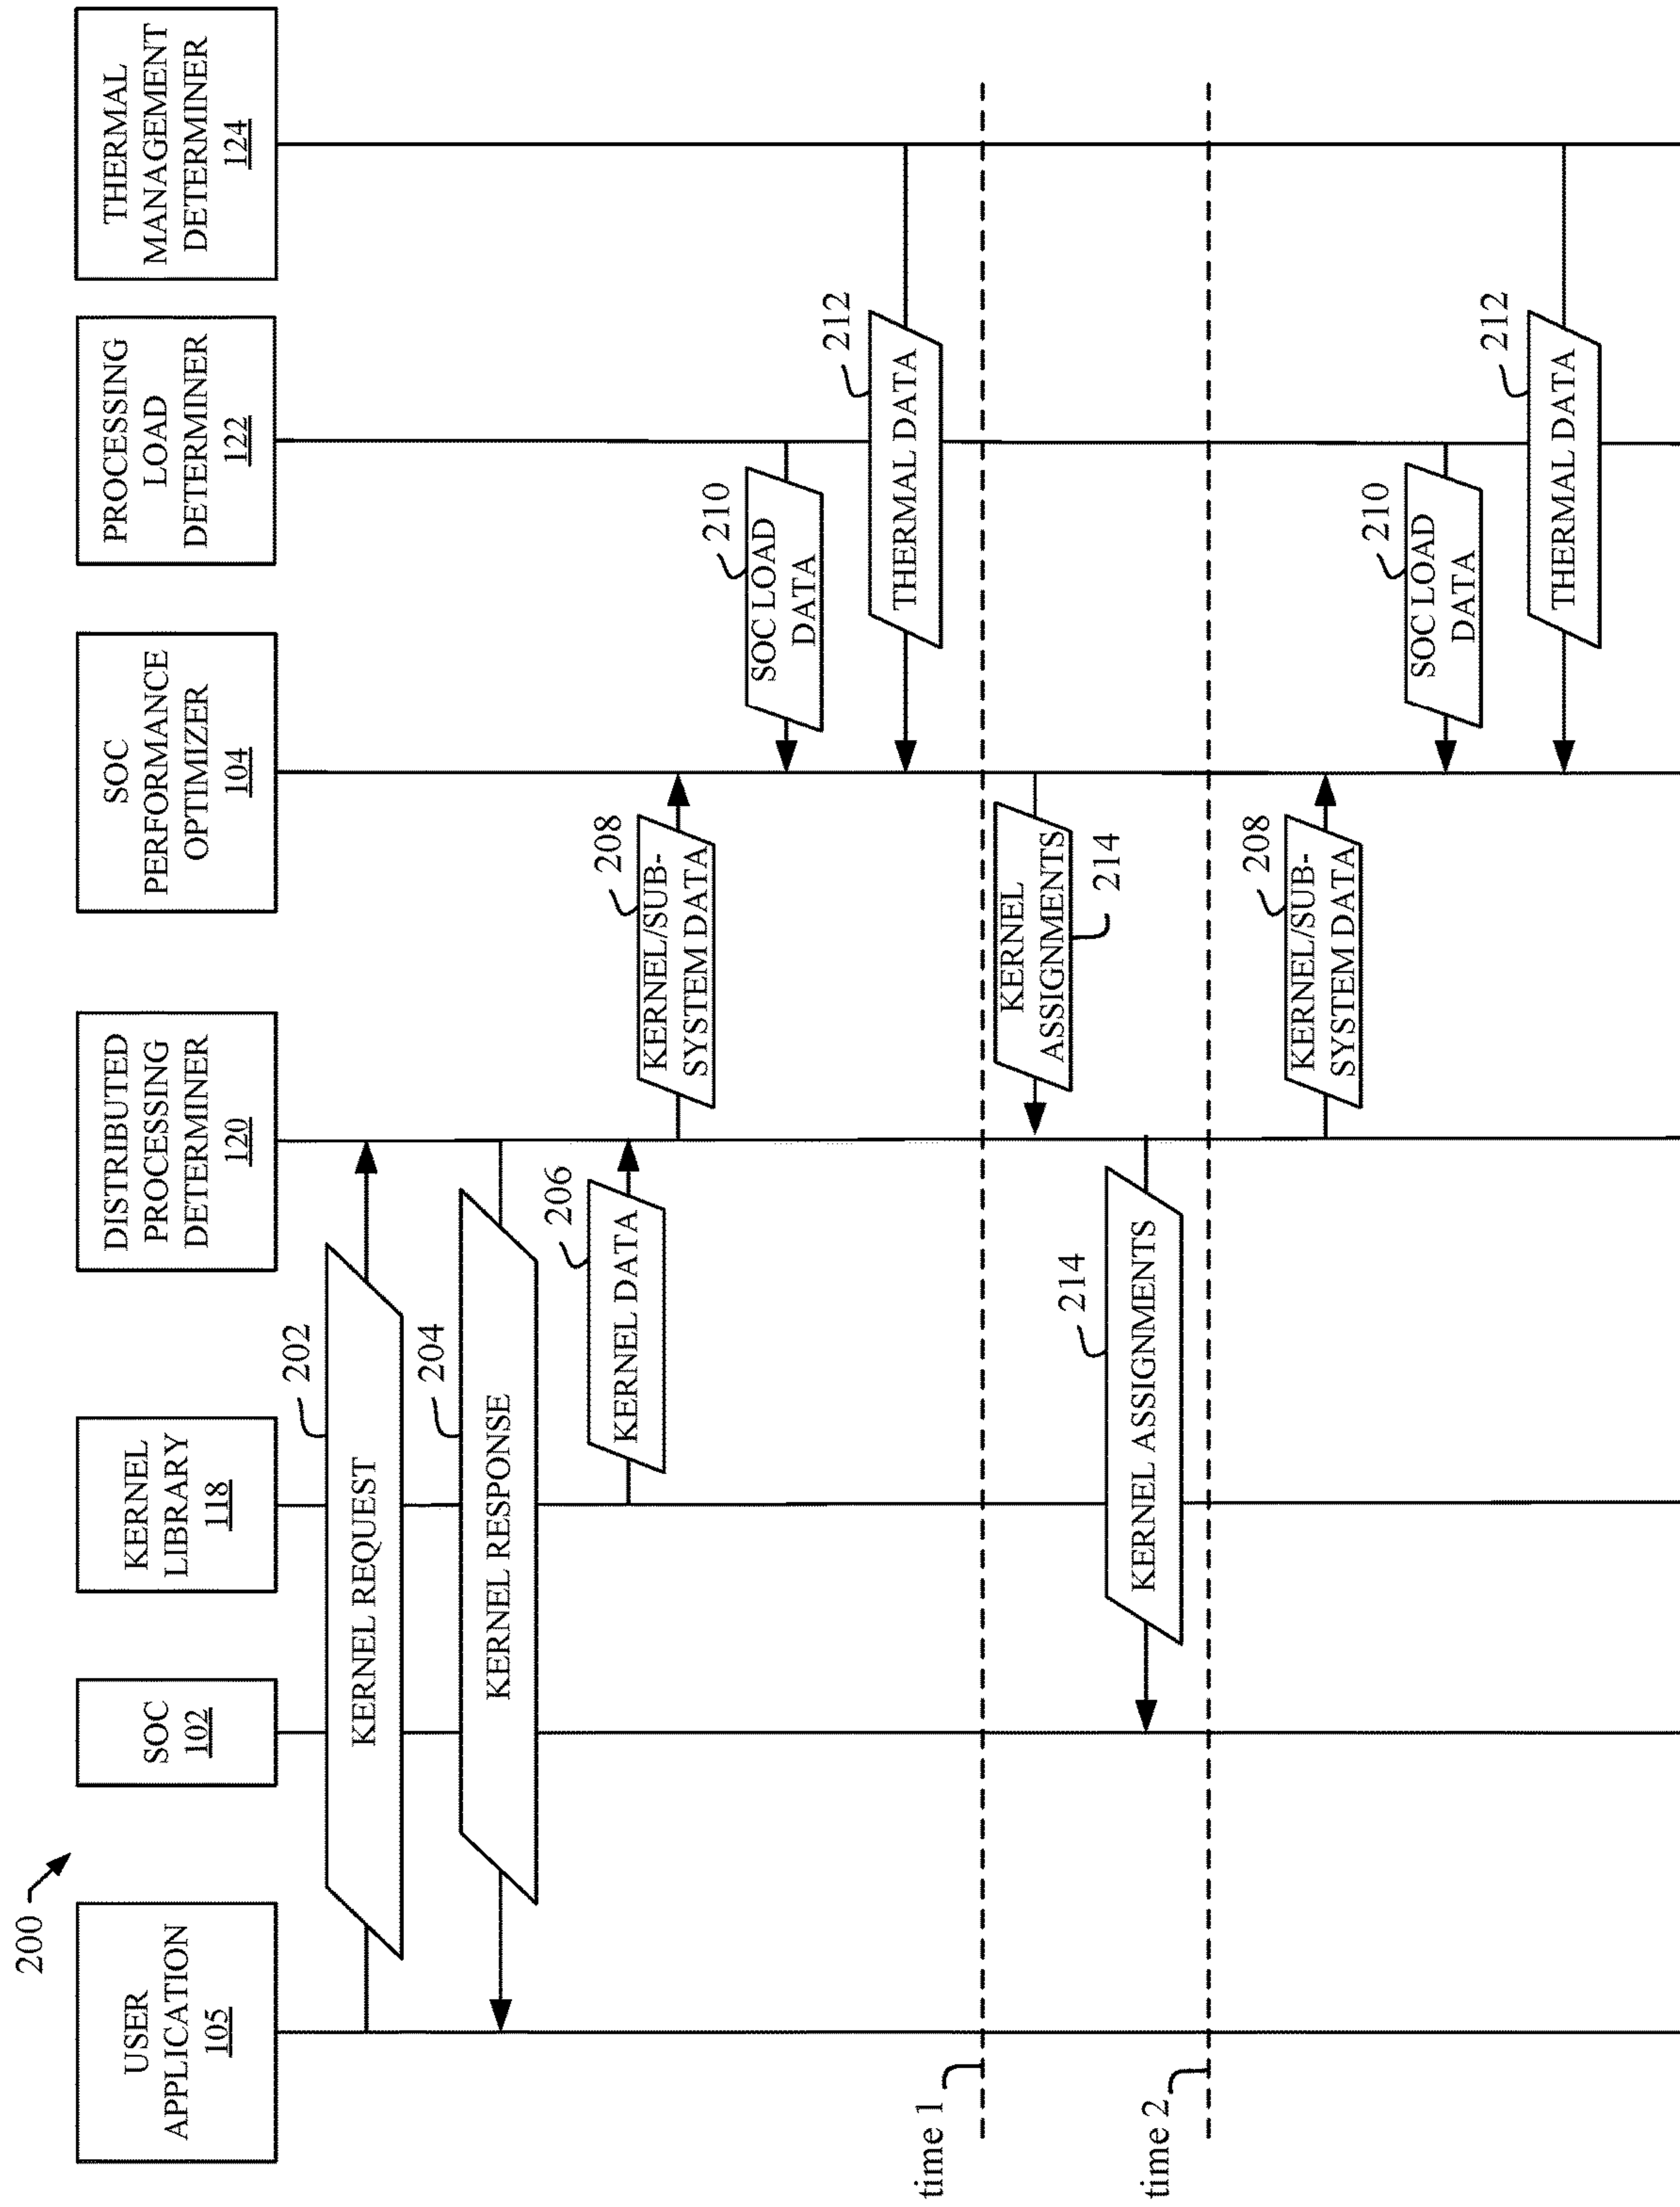 200
USER
APPLICATION
105
SOC
102
KERNEL
LIBRARY
118
DISTRIBUTED
PROCESSING
DETERMINER
120
SOC
PERFORMANCE
OPTIMIZER
104
PROCESSING
LOAD
DETERMINER
122
THERMAL
MANAGEMENT
DETERMINER
124
202
KERNEL REQUEST
204
KERNEL RESPONSE
206
KERNEL DATA
208
KERNEL/SUB-
SYSTEM DATA
210
SOC LOAD
DATA
212
THERMAL DATA
time 1
KERNEL
ASSIGNMENTS
214
214
KERNEL ASSIGNMENTS
time 2
208
KERNEL/SUB-
SYSTEM DATA
210
SOC LOAD
DATA
212
THERMAL DATA